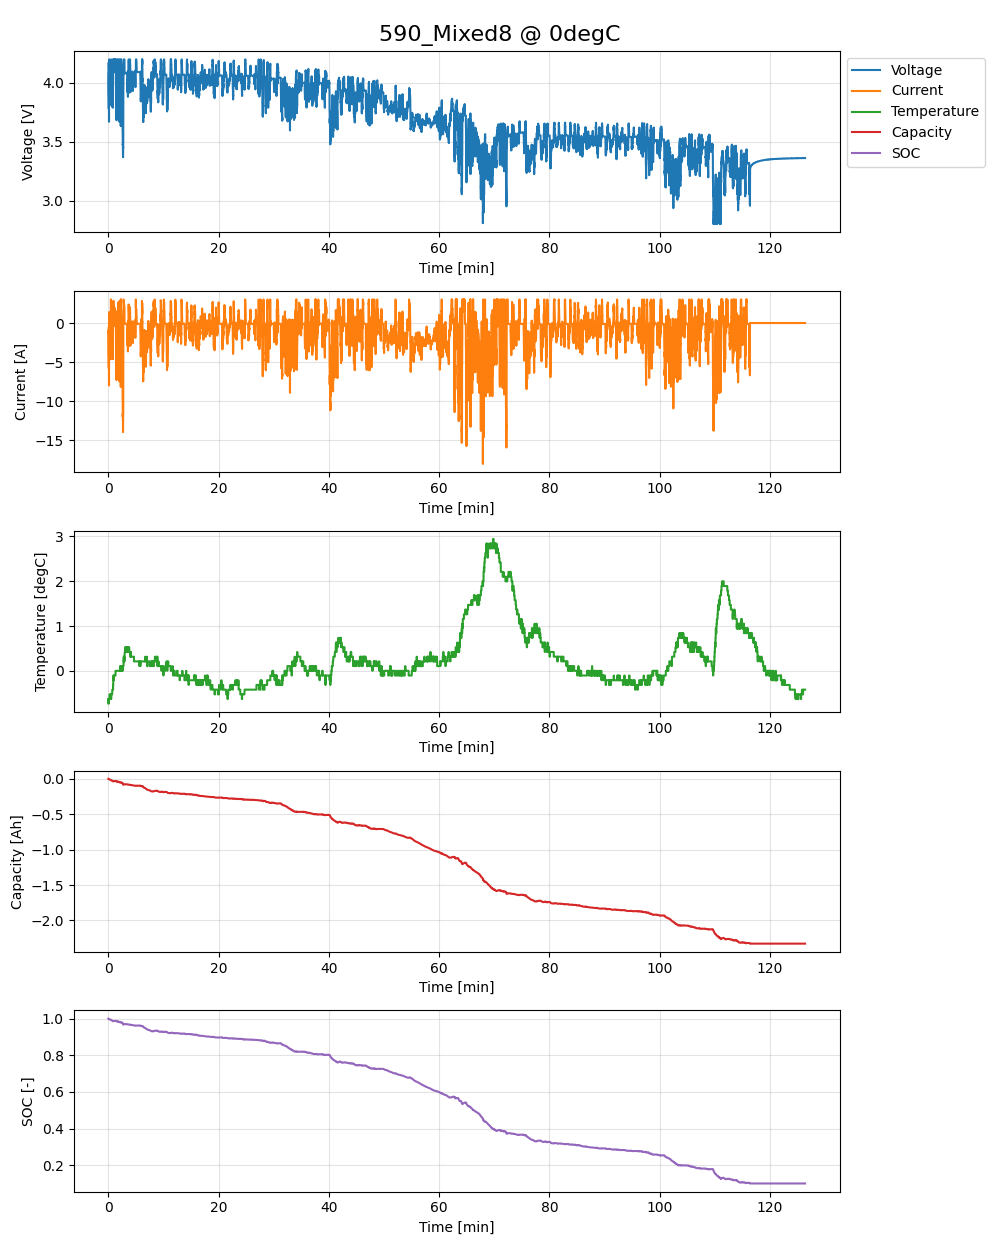 590_Mixed8 @ 0degC
Voltage
Current
Temperature
Capacity
SOC
Voltage [V]
4.0
3.5
3.0
0 20 40 60 80 100 120
Time [min]
Current [A]
0
−5
−10
−15
0 20 40 60 80 100 120
Time [min]
Temperature [degC]
3
2
1
0
0 20 40 60 80 100 120
Time [min]
Capacity [Ah]
0.0
−0.5
−1.0
−1.5
−2.0
0 20 40 60 80 100 120
Time [min]
SOC [-]
1.0
0.8
0.6
0.4
0.2
0 20 40 60 80 100 120
Time [min]